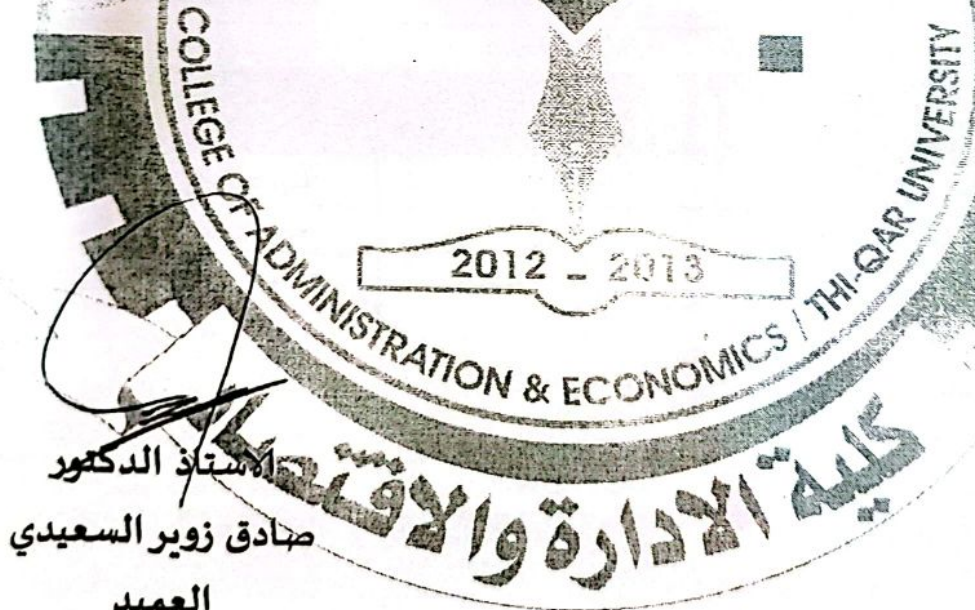 COLLEGE OF ADMINISTRATION & ECONOMICS / THI-QAR UNIVERSITY
2012 - 2013
كلية الادارة والاقتصاد
الاستاذ الدكتور
صادق زوير السعيدي
العميد